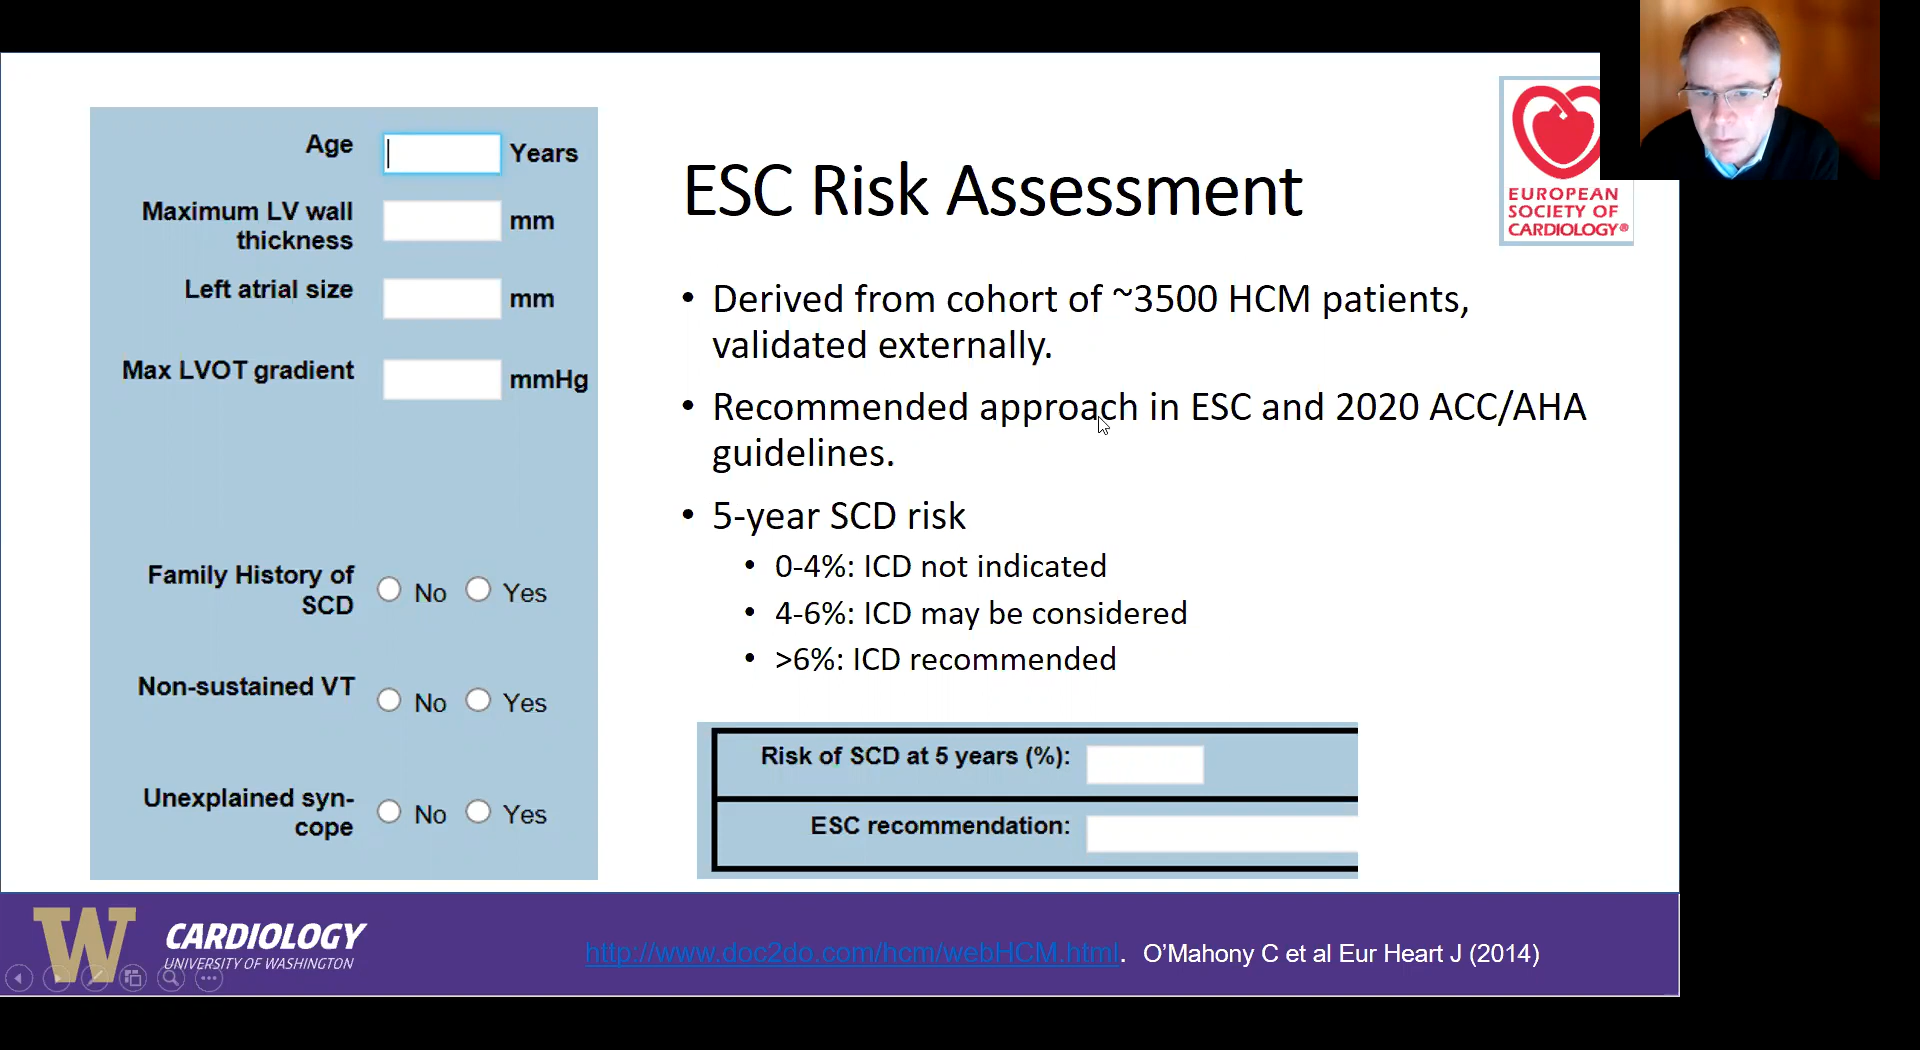 Age
Years
Maximum LV wall
thickness
mm
Left atrial size
mm
Max LVOT gradient
mmHg
Family History of
SCD
No
Yes
Non-sustained VT
No
Yes
Unexplained syn-
cope
No
Yes
ESC Risk Assessment
EUROPEAN
SOCIETY OF
CARDIOLOGY®
• Derived from cohort of ~3500 HCM patients,
validated externally.
• Recommended approach in ESC and 2020 ACC/AHA
guidelines.
• 5-year SCD risk
• 0-4%: ICD not indicated
• 4-6%: ICD may be considered
• >6%: ICD recommended
Risk of SCD at 5 years (%):
ESC recommendation:
W
CARDIOLOGY
UNIVERSITY OF WASHINGTON
http://www.doc2do.com/hcm/webHCM.html. O’Mahony C et al Eur Heart J (2014)